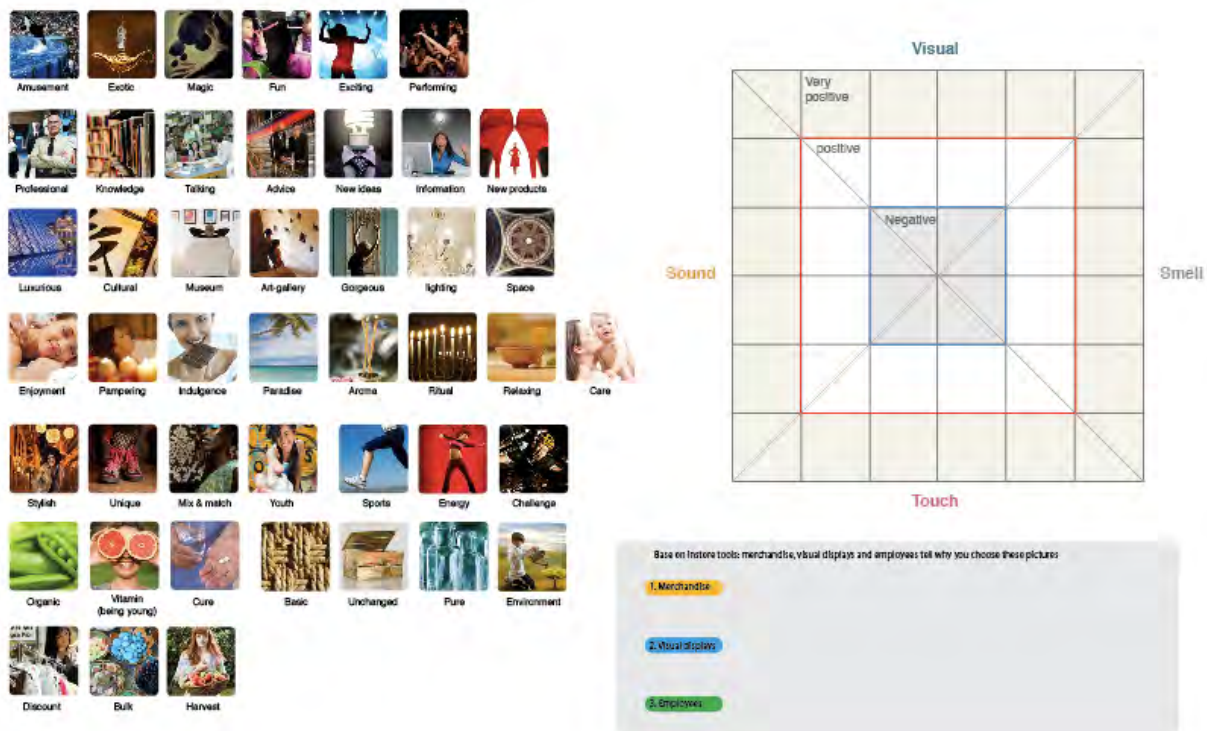 Amusement Exotic Magic Fun Exciting Performing
Professional Knowledge Talking Advice New ideas Information New products
Luxurious Cultural Museum Art-gallery Gorgeous lighting Space
Enjoyment Pampering Indulgence Paradise Aroma Ritual Relaxing Care
Stylish Unique Mix & match Youth Sports Energy Challenge
Organic Vitamin Cure Basic Unchanged Pure Environment
(being young)
Discount Bulk Harvest
Visual
Very
positive
positive
Negative
Sound
Smell
Touch
Base on instore tools: merchandise, visual displays and employees tell why you choose these pictures
1. Merchandise
2. Visual displays
3. Employees